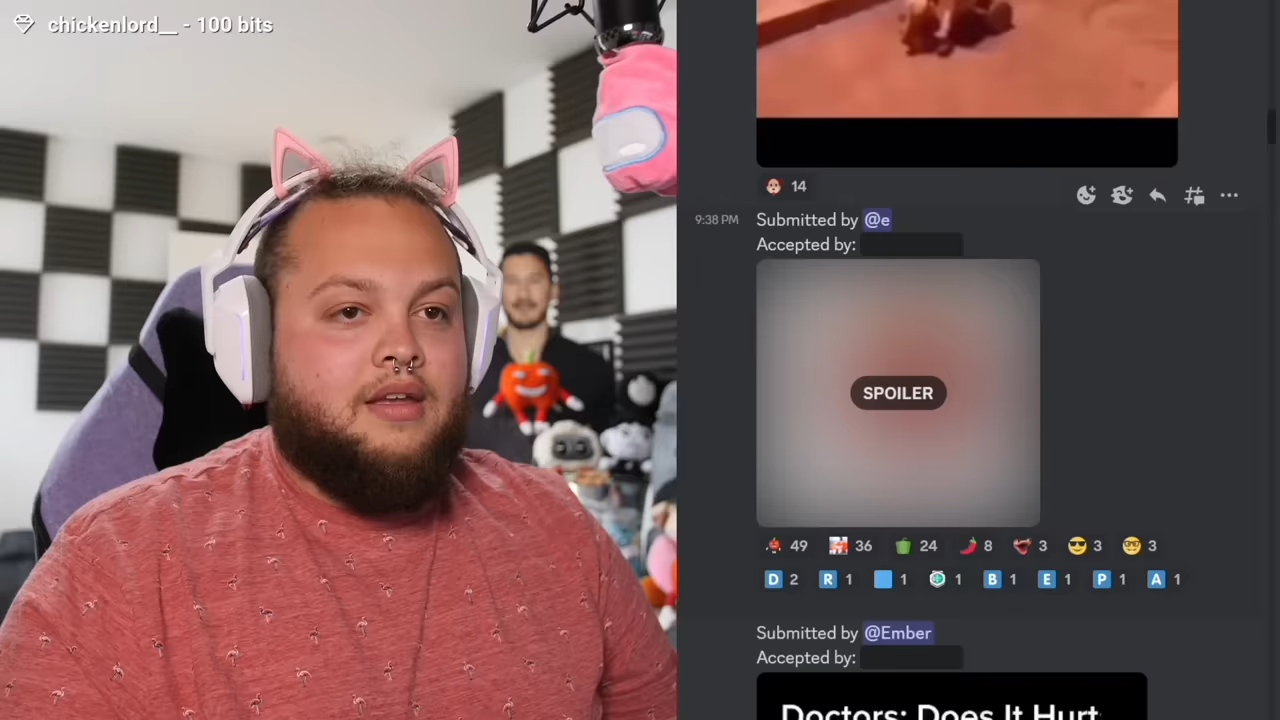 chickenlord__ - 100 bits
14
9:38 PM Submitted by @e
Accepted by:
SPOILER
49 36 24 8 3 3 3
D 2 R 1 1 1 B 1 E 1 P 1 A 1
Submitted by @Ember
Accepted by:
Doctors: Does It Hurt